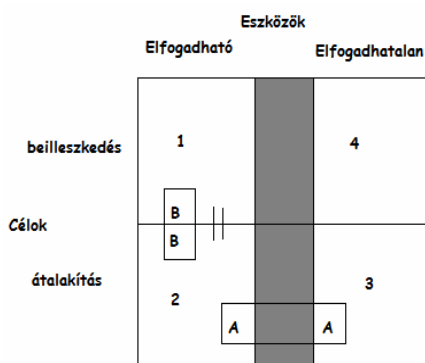 Eszközök
Elfogadható
Elfogadhatalan
beilleszkedés
1
4
Célok
B
B
átalakítás
2
3
A
A